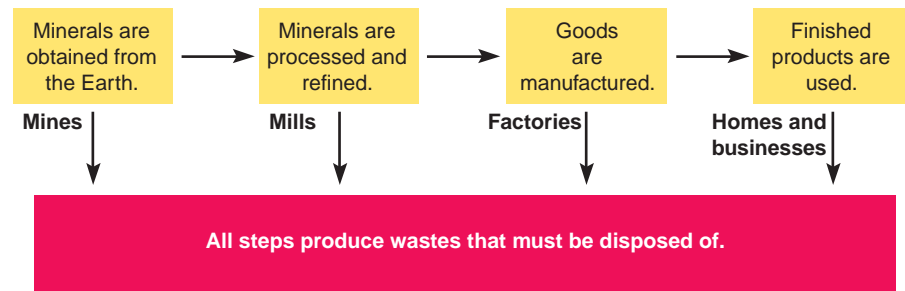 Minerals are
obtained from
the Earth.
Minerals are
processed and
refined.
Goods
are
manufactured.
Finished
products are
used.
Mines
Mills
Factories
Homes and
businesses
All steps produce wastes that must be disposed of.